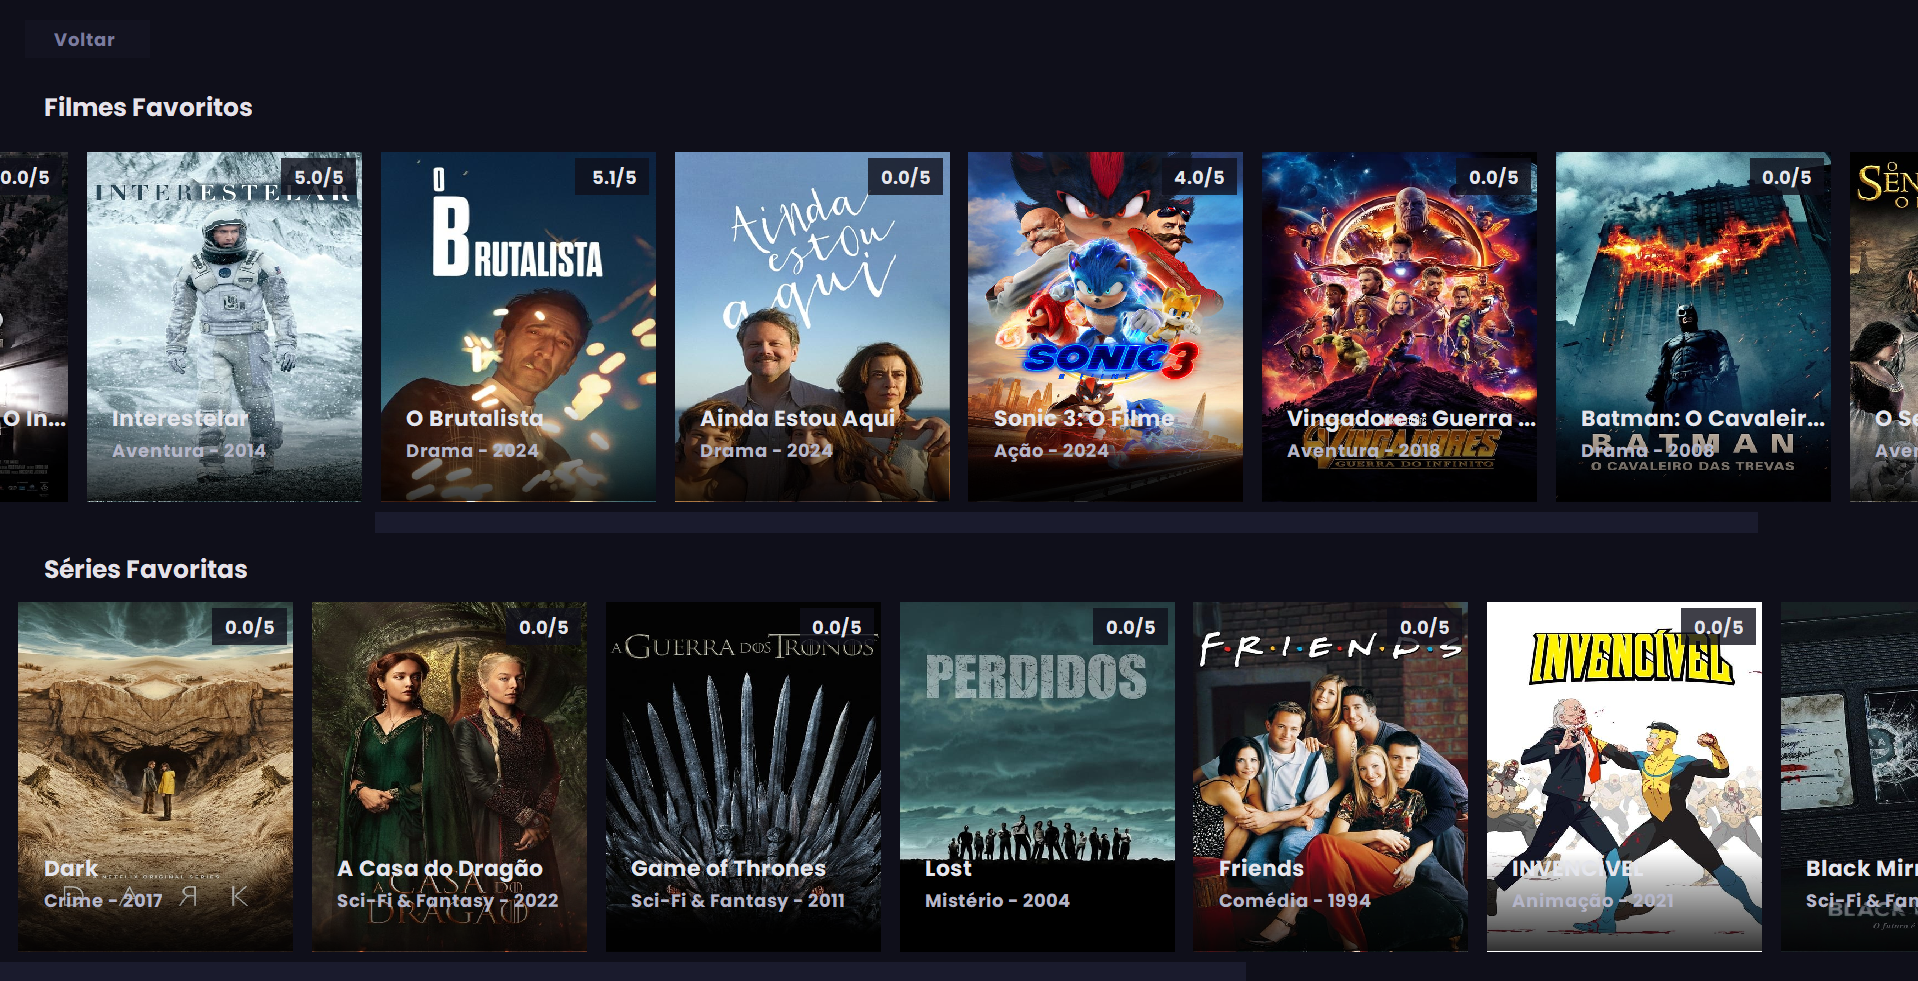 Voltar
Filmes Favoritos
0.0/5
O In...
5.0/5
INTERESTELAR
Interestelar
Aventura - 2014
5.1/5
O
BRUTALISTA
O Brutalista
Drama - 2024
0.0/5
Ainda
estou
aqui
Ainda Estou Aqui
Drama - 2024
4.0/5
SONIC 3
O FILME
Sonic 3: O Filme
Ação - 2024
0.0/5
Vingadores: Guerra ...
VINGADORES
Aventura - 2018
GUERRA DO INFINITO
0.0/5
Batman: O Cavaleir...
BATMAN
Drama - 2008
O CAVALEIRO DAS TREVAS
O
SEN
O
O Se
Aven
Séries Favoritas
0.0/5
Dark
NETFLIX ORIGINAL SERIES
DARK
Crime - 2017
0.0/5
A Casa do Dragão
A CASA DO
Sci-Fi & Fantasy - 2022
DRAGÃO
0.0/5
A GUERRA DOS TRONOS
Game of Thrones
Sci-Fi & Fantasy - 2011
0.0/5
PERDIDOS
Lost
Mistério - 2004
0.0/5
F·R·I·E·N·D·S
Friends
Comédia - 1994
0.0/5
INVENCÍVEL
INVENCÍVEL
Animação - 2021
Black Mirr
Sci-Fi & Fan
BLACK
O futuro é